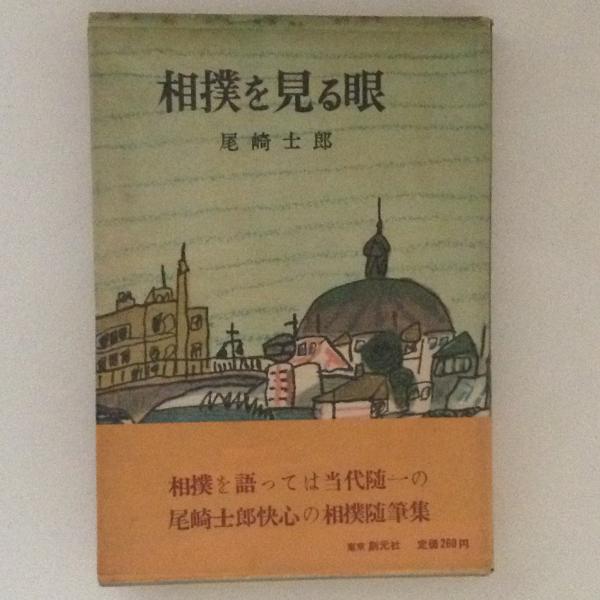 相撲を見る眼
尾崎士郎
相撲を語っては当代随一の
尾崎士郎快心の相撲随筆集
東京 創元社 定価260円